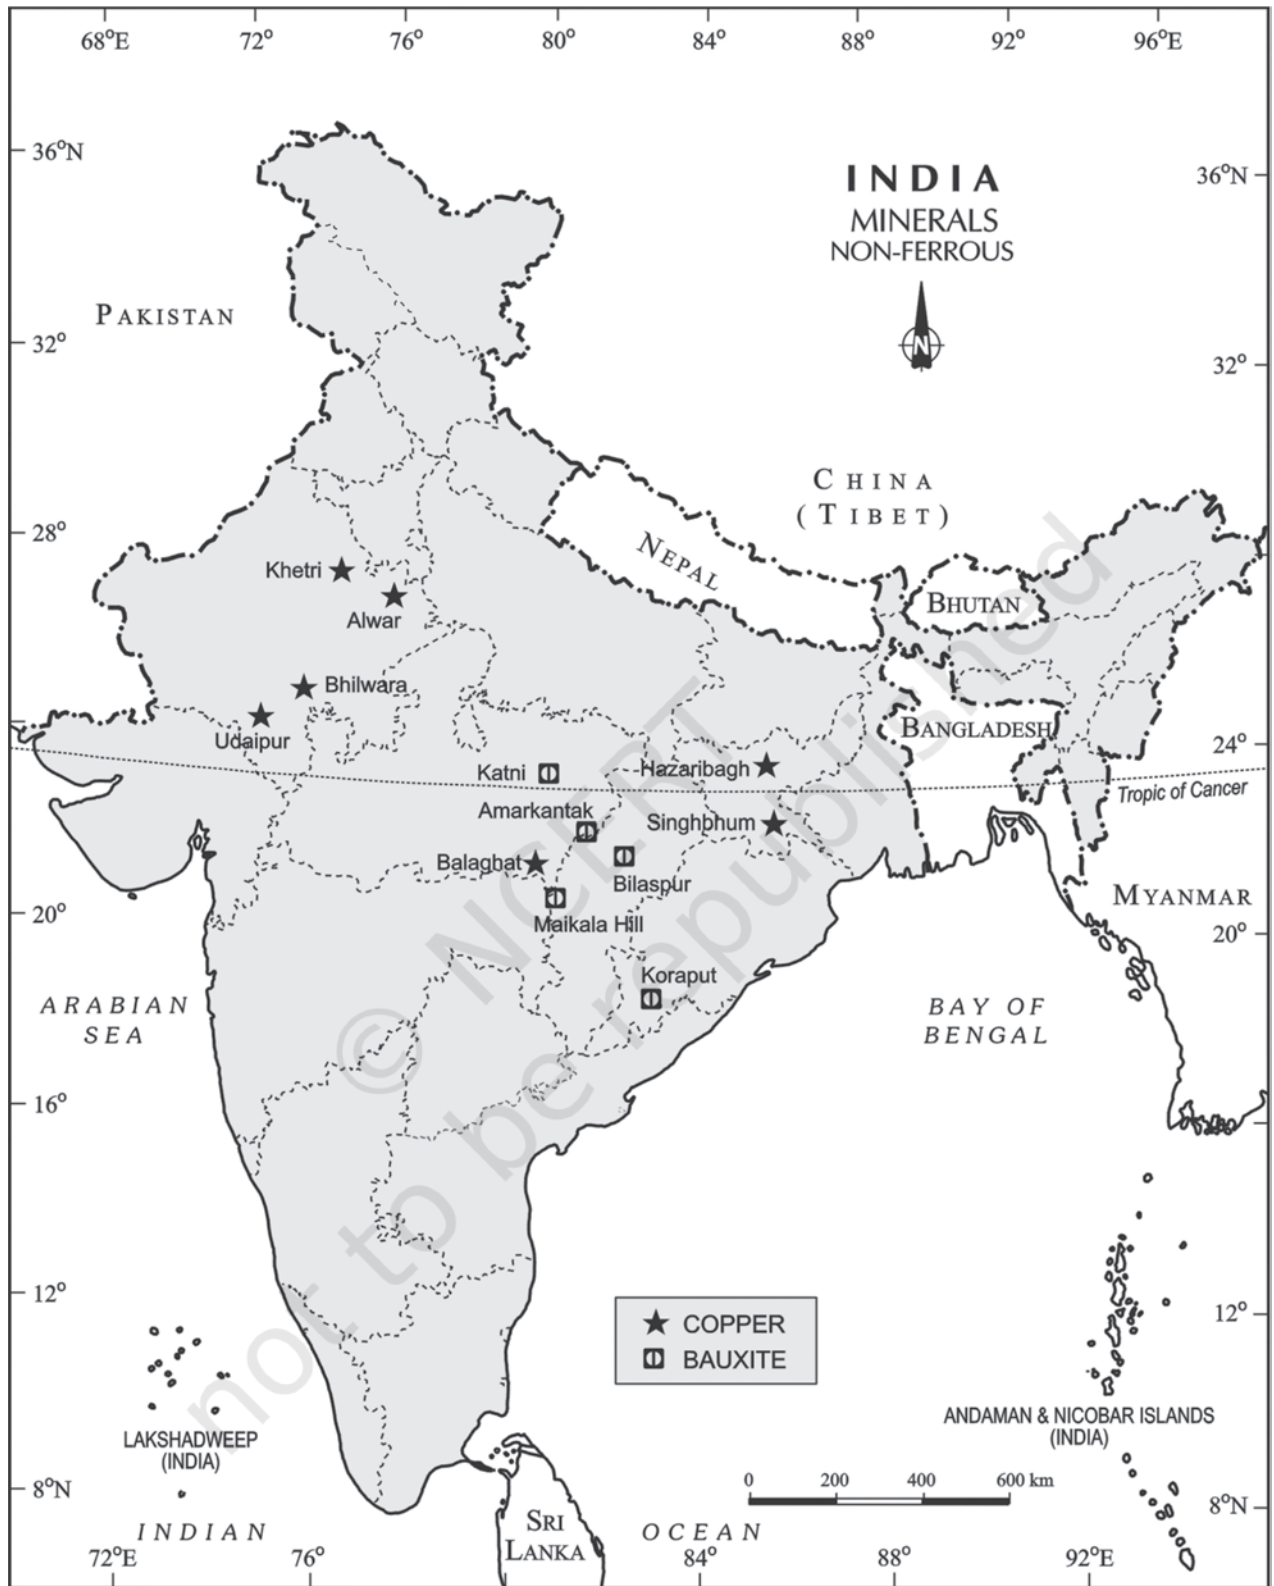 68°E 72° 76° 80° 84° 88° 92° 96°E
36°N
INDIA
MINERALS
NON-FERROUS
N
36°N
PAKISTAN
32°
32°
CHINA
(TIBET)
28°
NEPAL
Khetri
Alwar
BHUTAN
Bhilwara
Udaipur
BANGLADESH
24°
Katni
Hazaribagh
Tropic of Cancer
Amarkantak
Singhbhum
Balaghat
Bilaspur
Maikala Hill
MYANMAR
20°
20°
Koraput
ARABIAN
SEA
BAY OF
BENGAL
16°
12°
12°
COPPER
BAUXITE
LAKSHADWEEP
(INDIA)
ANDAMAN & NICOBAR ISLANDS
(INDIA)
0 200 400 600 km
8°N
8°N
INDIAN OCEAN
SRI
LANKA
72°E 76° 84° 88° 92°E
© NCERT
not to be republished